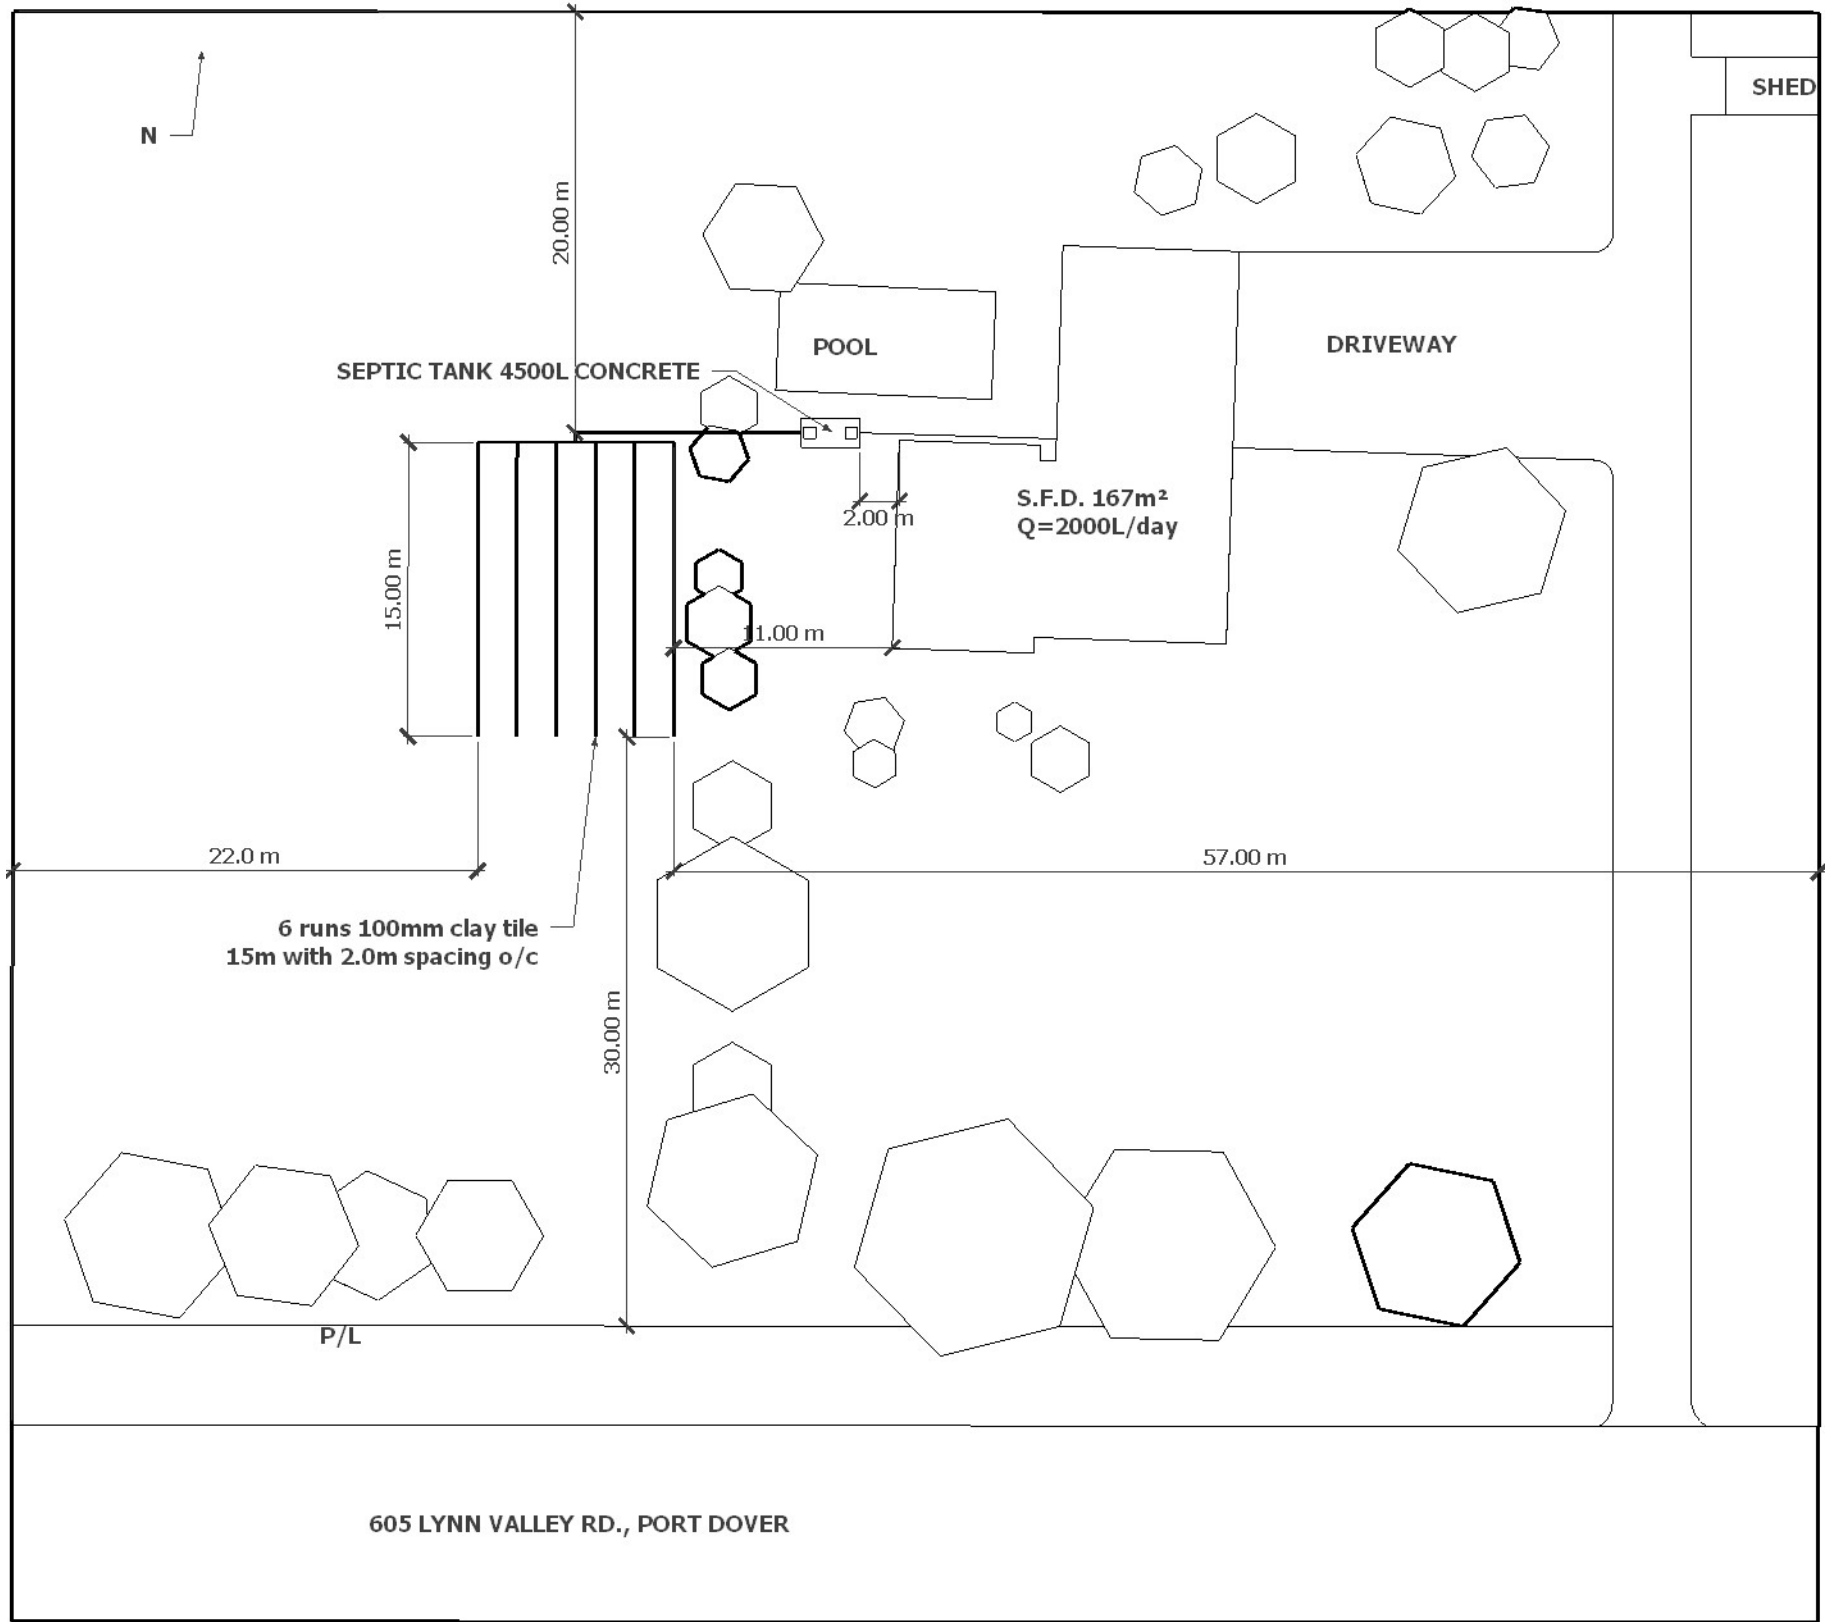 SHED
N
20.00 m
POOL
DRIVEWAY
SEPTIC TANK 4500L CONCRETE
S.F.D. 167m²
Q=2000L/day
2.00 m
15.00 m
11.00 m
22.0 m
57.00 m
6 runs 100mm clay tile
15m with 2.0m spacing o/c
30.00 m
P/L
605 LYNN VALLEY RD., PORT DOVER